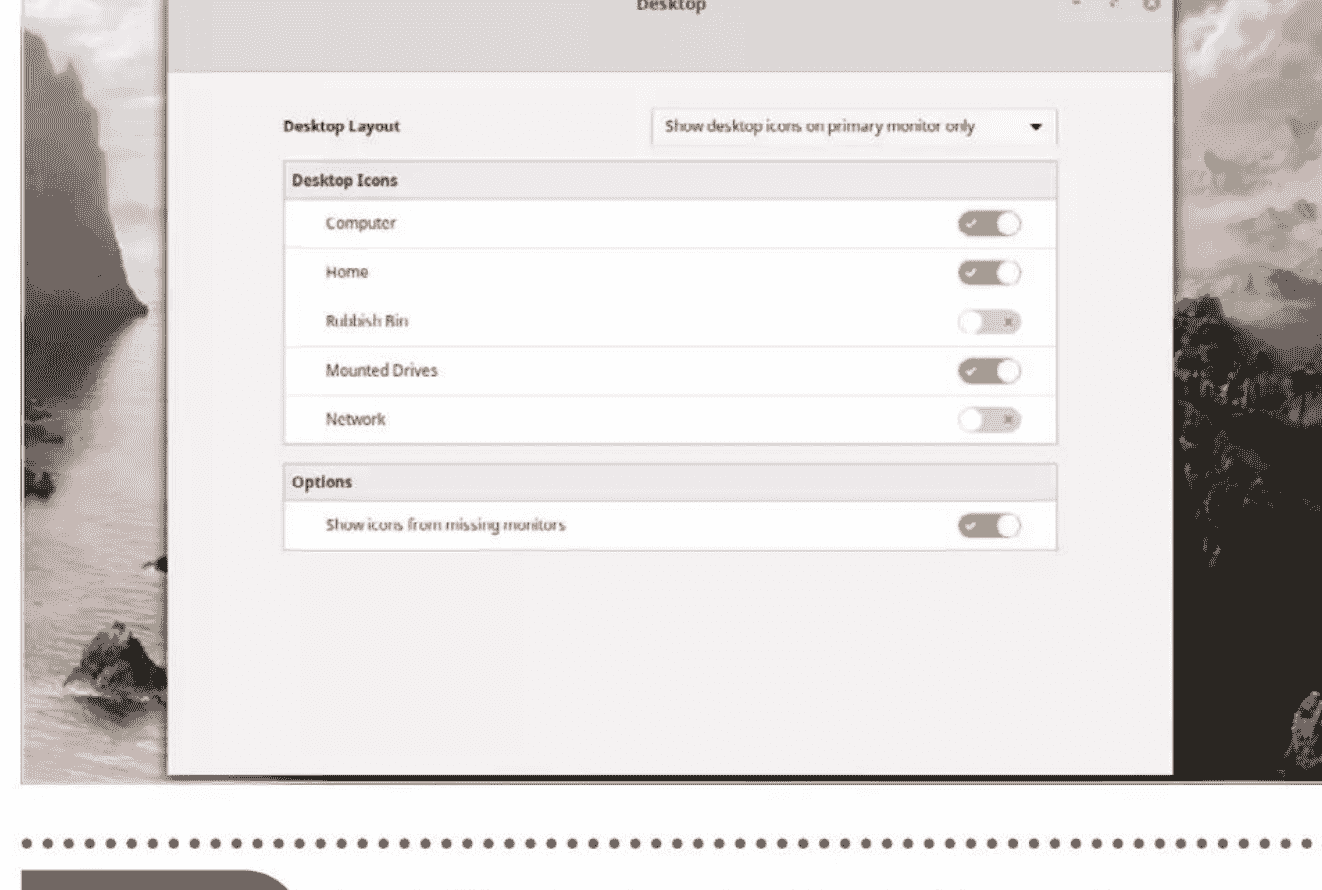 Desktop
Desktop Layout
Show desktop icons on primary monitor only
Desktop Icons
Computer
Home
Rubbish Bin
Mounted Drives
Network
Options
Show icons from missing monitors